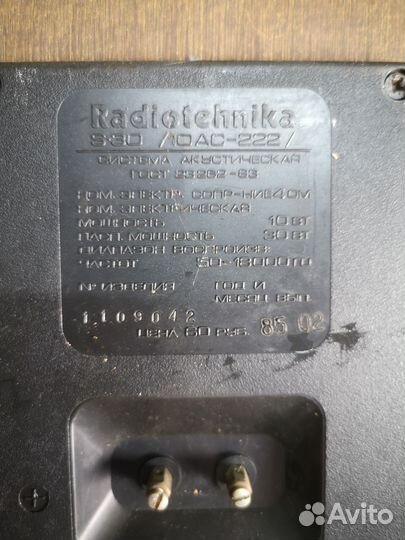 Radiotehnika
S-30 /10АС-222/
СИСТЕМА АКУСТИЧЕСКАЯ
ГОСТ 23262-83
НОМ. ЭЛЕКТР. СОПР-НИЕ 4 ОМ
НОМ. ЭЛЕКТРИЧЕСКАЯ
МОЩНОСТЬ 10 ВТ
ПАСП. МОЩНОСТЬ 30 ВТ
ДИАПАЗОН ВОСПРОИЗВ.
ЧАСТОТ 50-18000 ГЦ
№ ИЗДЕЛИЯ ГОД И
МЕСЯЦ ВЫП.
1109642 85 02
ЦЕНА 60 РУБ.
Avito